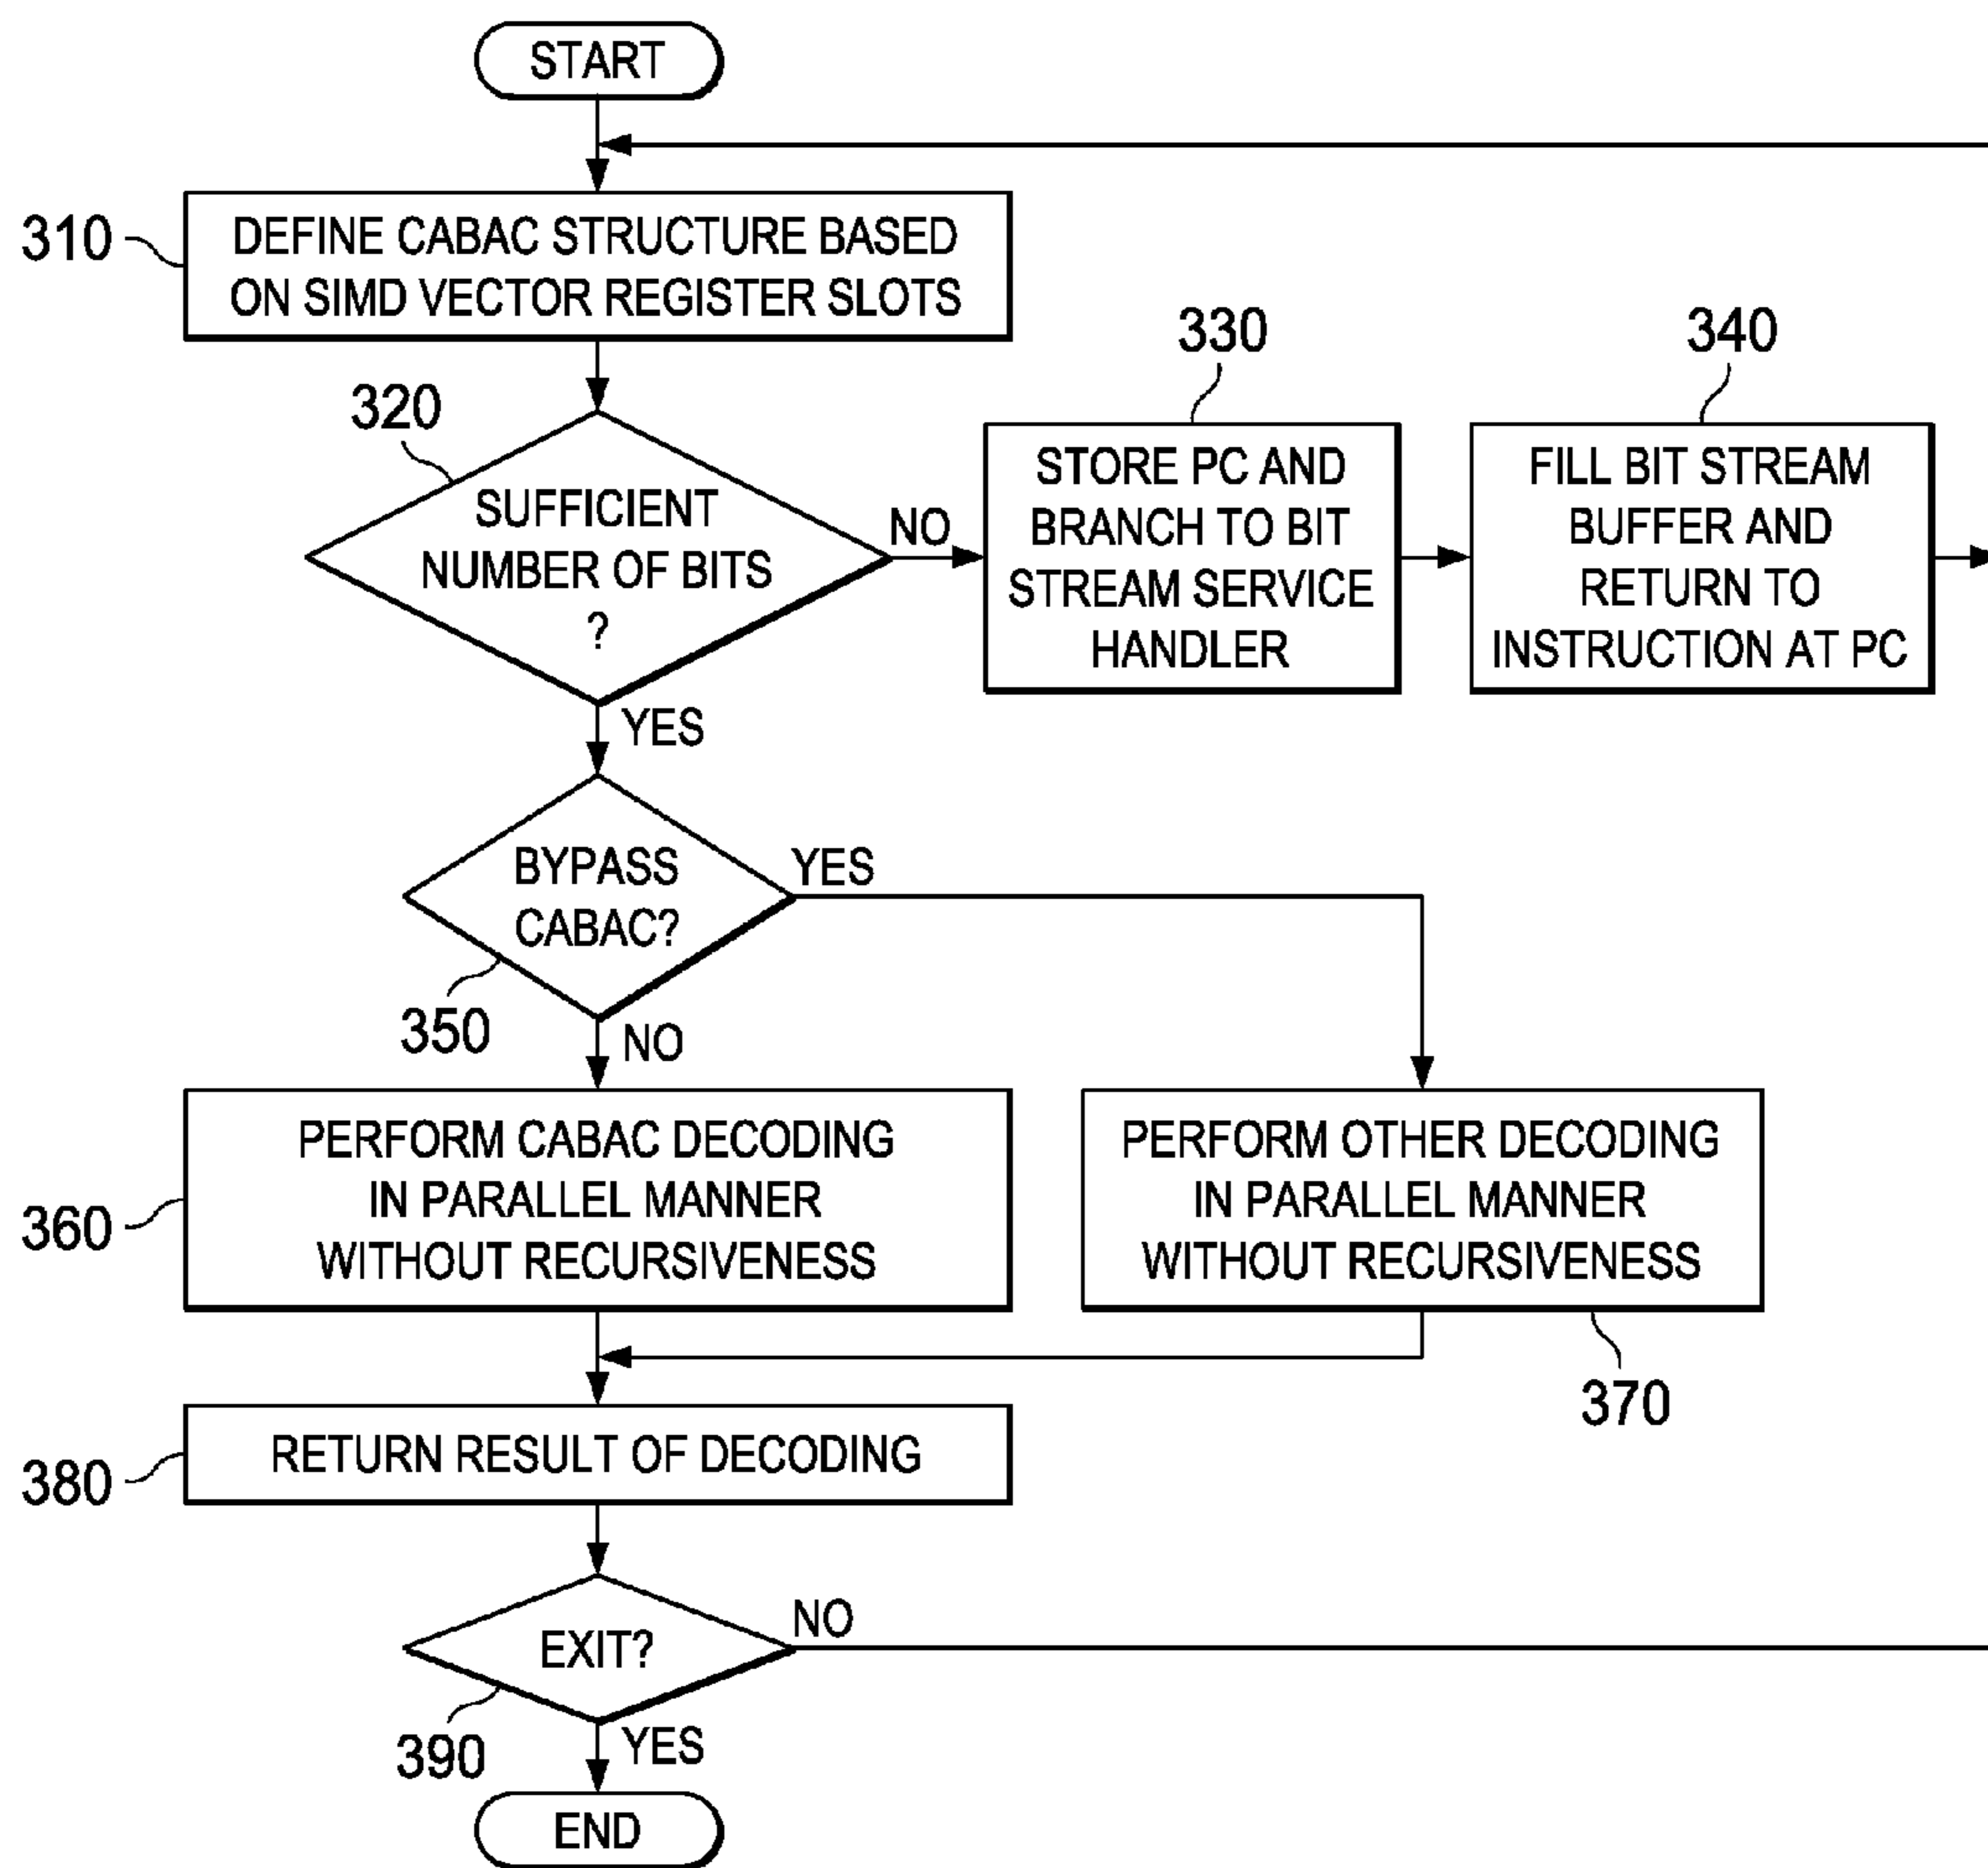 START
310
DEFINE CABAC STRUCTURE BASED
ON SIMD VECTOR REGISTER SLOTS
320
SUFFICIENT
NUMBER OF BITS
?
NO
YES
330
STORE PC AND
BRANCH TO BIT
STREAM SERVICE
HANDLER
340
FILL BIT STREAM
BUFFER AND
RETURN TO
INSTRUCTION AT PC
BYPASS
CABAC?
YES
350
NO
360
PERFORM CABAC DECODING
IN PARALLEL MANNER
WITHOUT RECURSIVENESS
PERFORM OTHER DECODING
IN PARALLEL MANNER
WITHOUT RECURSIVENESS
370
380
RETURN RESULT OF DECODING
EXIT?
NO
390
YES
END